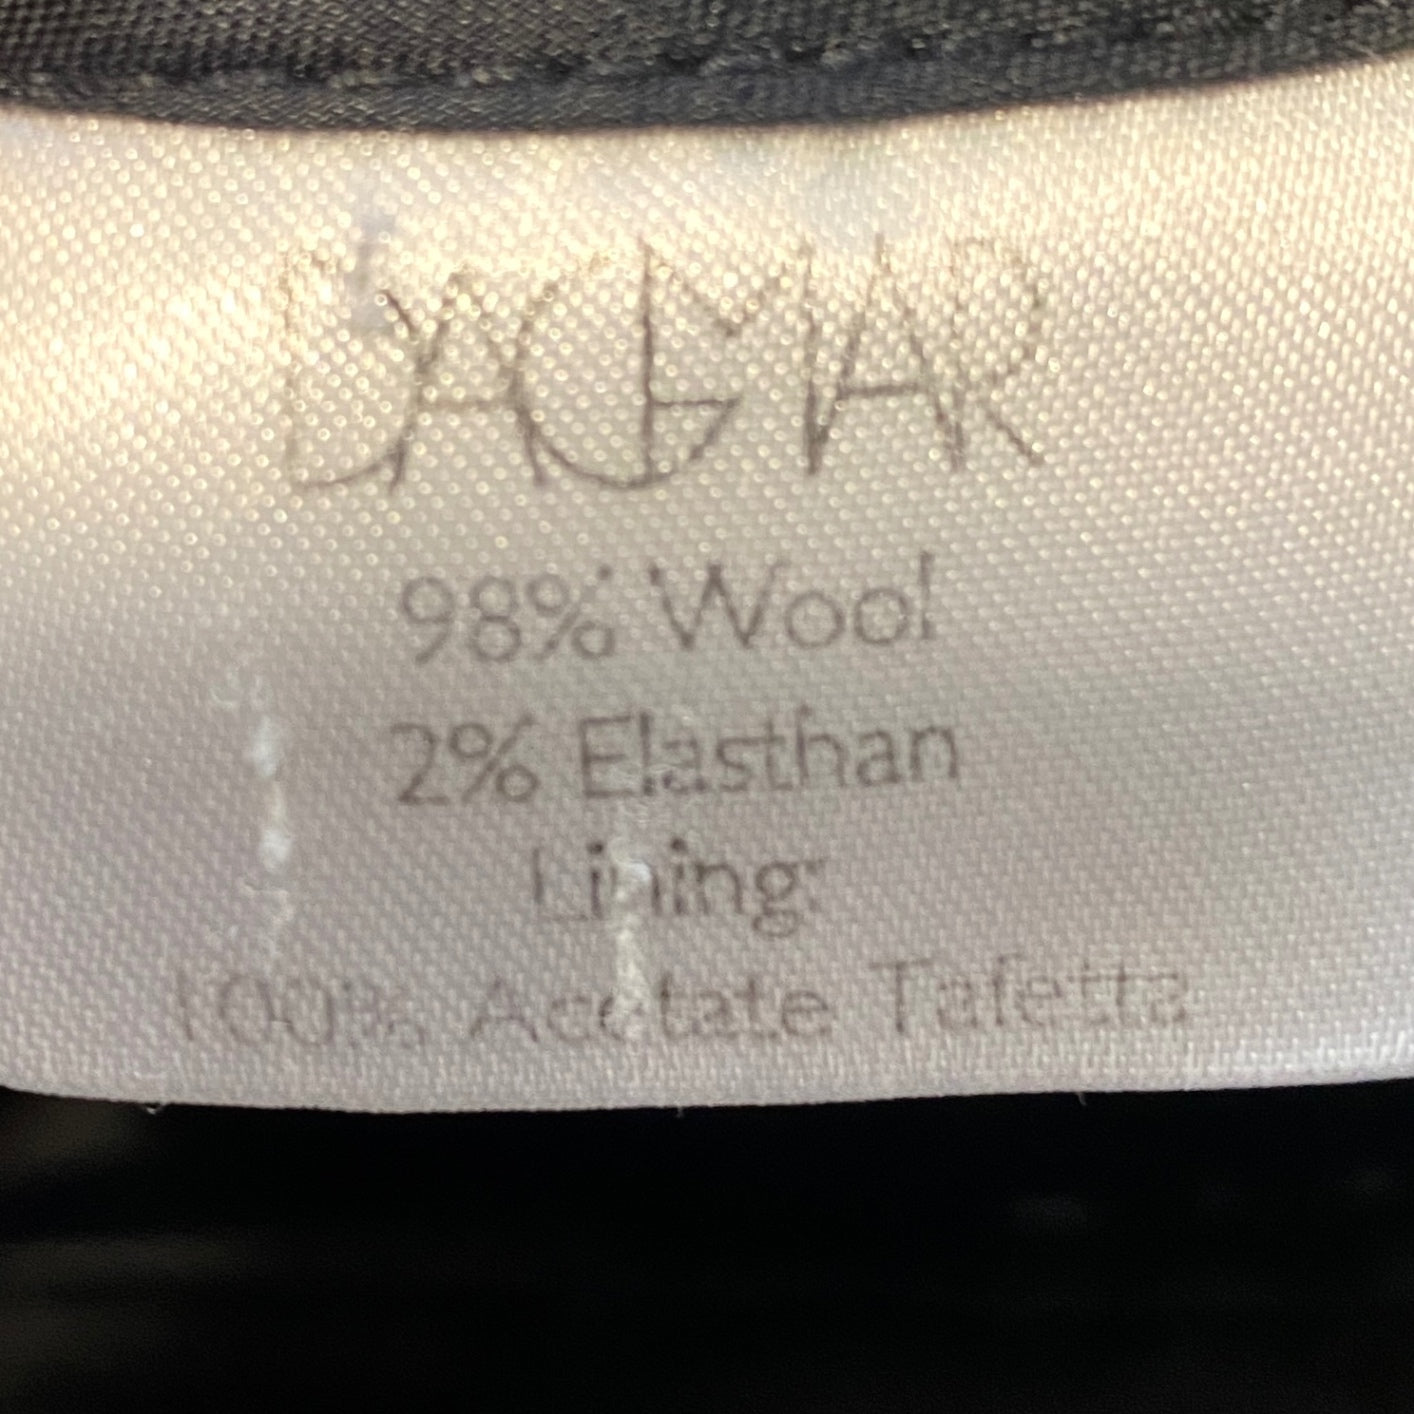 DAGMAR
98% Wool
2% Elasthan
Lining:
100% Acetate Tafetta